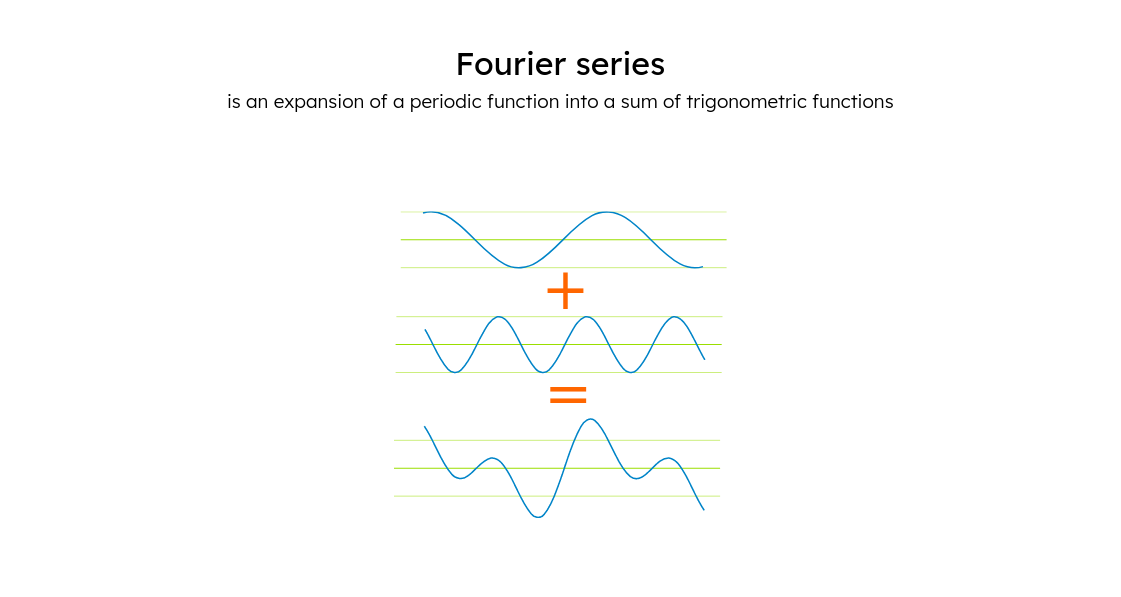 Fourier series
is an expansion of a periodic function into a sum of trigonometric functions
+
=